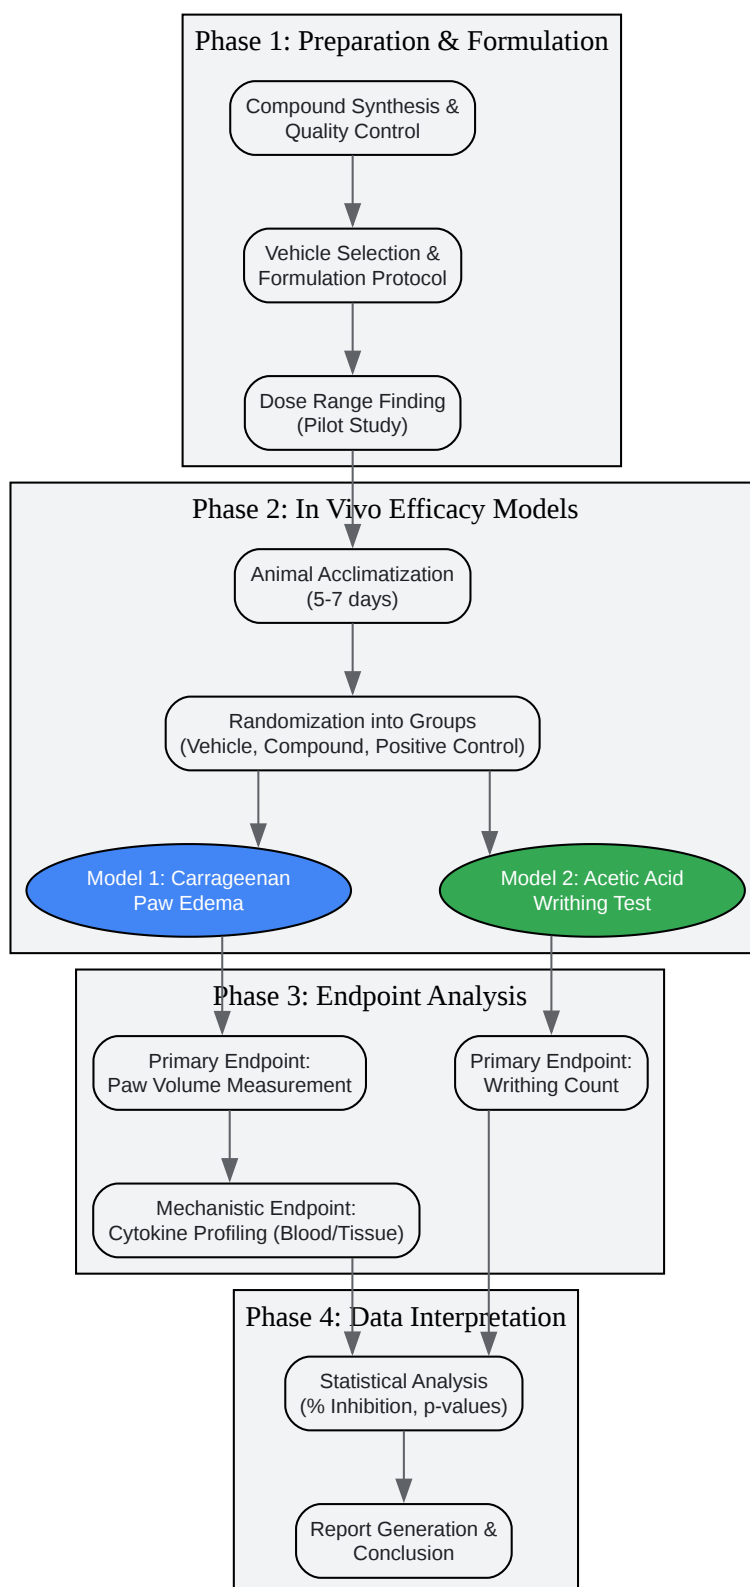 Phase 1: Preparation & Formulation
Compound Synthesis &
Quality Control
Vehicle Selection &
Formulation Protocol
Dose Range Finding
(Pilot Study)
Phase 2: In Vivo Efficacy Models
Animal Acclimatization
(5-7 days)
Randomization into Groups
(Vehicle, Compound, Positive Control)
Model 1: Carrageenan
Paw Edema
Model 2: Acetic Acid
Writhing Test
Phase 3: Endpoint Analysis
Primary Endpoint:
Paw Volume Measurement
Primary Endpoint:
Writhing Count
Mechanistic Endpoint:
Cytokine Profiling (Blood/Tissue)
Phase 4: Data Interpretation
Statistical Analysis
(% Inhibition, p-values)
Report Generation &
Conclusion